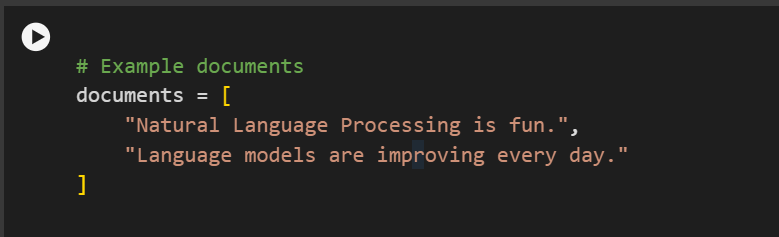 # Example documents
documents = [
    "Natural Language Processing is fun.",
    "Language models are improving every day."
]